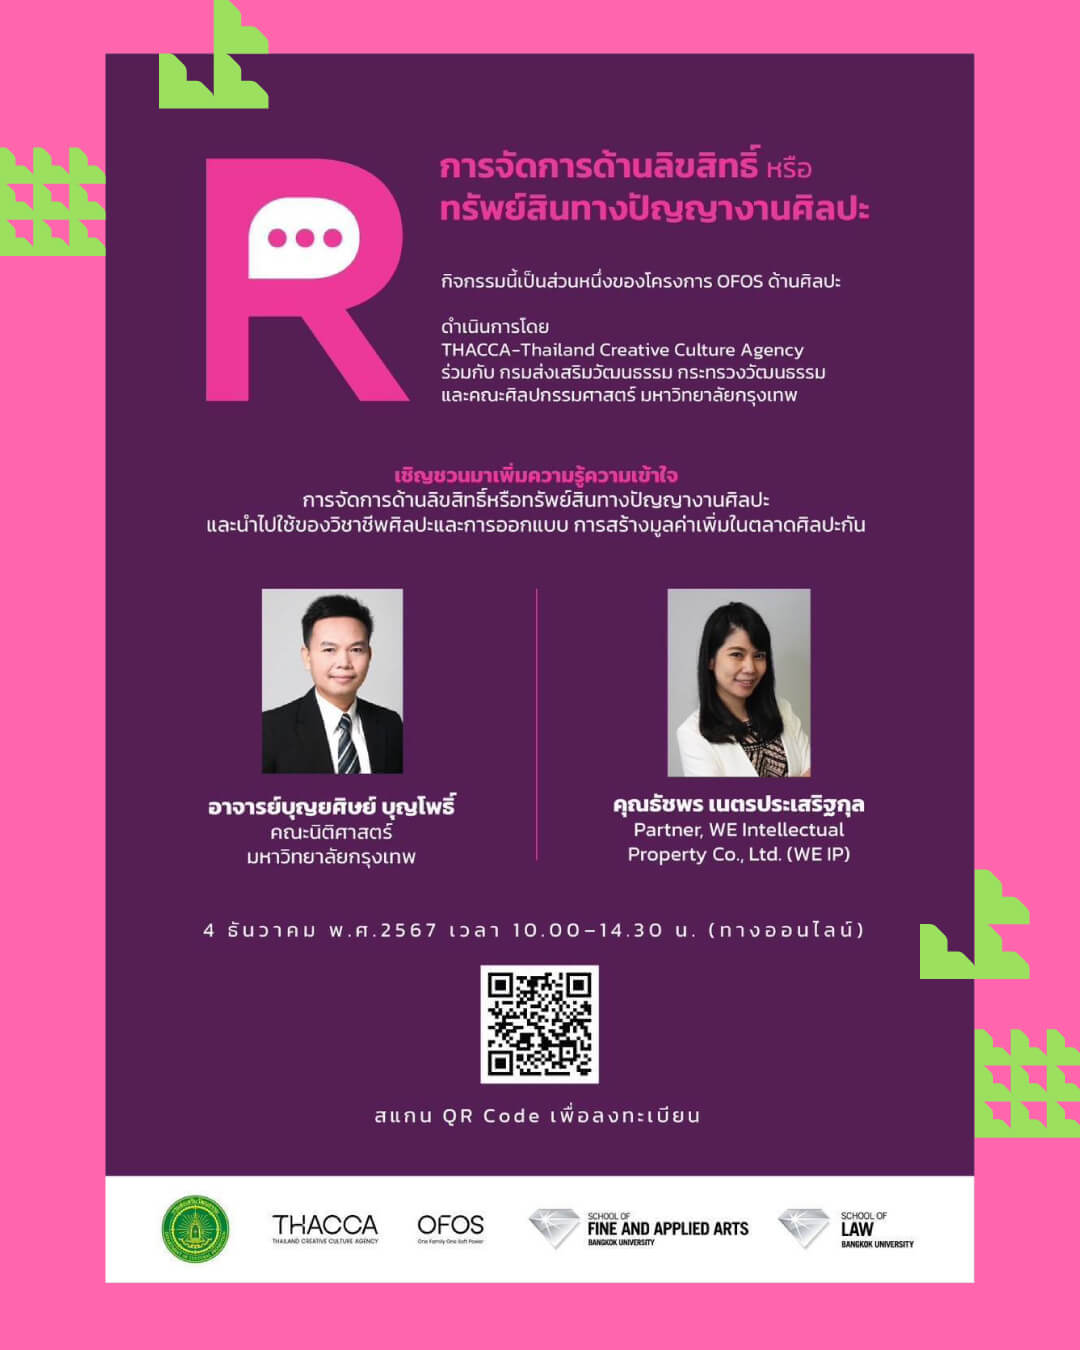 การจัดการด้านลิขสิทธิ์ หรือ
ทรัพย์สินทางปัญญางานศิลปะ
กิจกรรมนี้เป็นส่วนหนึ่งของโครงการ OFOS ด้านศิลปะ
ดำเนินการโดย
THACCA-Thailand Creative Culture Agency
ร่วมกับ กรมส่งเสริมวัฒนธรรม กระทรวงวัฒนธรรม
และคณะศิลปกรรมศาสตร์ มหาวิทยาลัยกรุงเทพ
เชิญชวนมาเพิ่มความรู้ความเข้าใจ
การจัดการด้านลิขสิทธิ์หรือทรัพย์สินทางปัญญางานศิลปะ
และนำไปใช้ของวิชาชีพศิลปะและการออกแบบ การสร้างมูลค่าเพิ่มในตลาดศิลปะกัน
อาจารย์บุญยศิษย์ บุญโพธิ์
คณะนิติศาสตร์
มหาวิทยาลัยกรุงเทพ
คุณธัชพร เนตรประเสริฐกุล
Partner, WE Intellectual
Property Co., Ltd. (WE IP)
4 ธันวาคม พ.ศ.2567 เวลา 10.00–14.30 น. (ทางออนไลน์)
สแกน QR Code เพื่อลงทะเบียน
THACCA
THAILAND CREATIVE CULTURE AGENCY
OFOS
One Family One Soft Power
SCHOOL OF
FINE AND APPLIED ARTS
BANGKOK UNIVERSITY
SCHOOL OF
LAW
BANGKOK UNIVERSITY